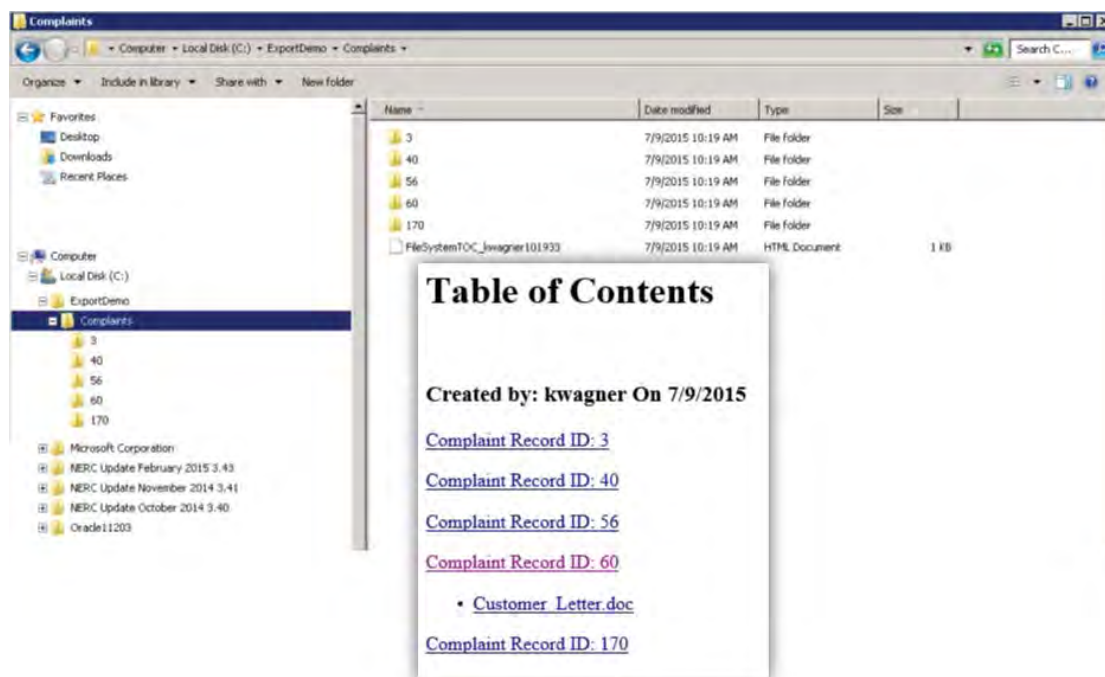 Complaints
Computer Local Disk (C:) ExportDemo Complaints
Search C...
Organize Include in library Share with New folder
Name Date modified Type Size
Favorites
Desktop
Downloads
Recent Places
Computer
Local Disk (C:)
ExportDemo
Complaints
3
40
56
60
170
Microsoft Corporation
NERC Update February 2015 3.43
NERC Update November 2014 3.41
NERC Update October 2014 3.40
Oracle11203
3 7/9/2015 10:19 AM File folder
40 7/9/2015 10:19 AM File folder
56 7/9/2015 10:19 AM File folder
60 7/9/2015 10:19 AM File folder
170 7/9/2015 10:19 AM File folder
FileSystemTOC_kwagner101933 7/9/2015 10:19 AM HTML Document 1 KB
Table of Contents
Created by: kwagner On 7/9/2015
Complaint Record ID: 3
Complaint Record ID: 40
Complaint Record ID: 56
Complaint Record ID: 60
• Customer_Letter.doc
Complaint Record ID: 170